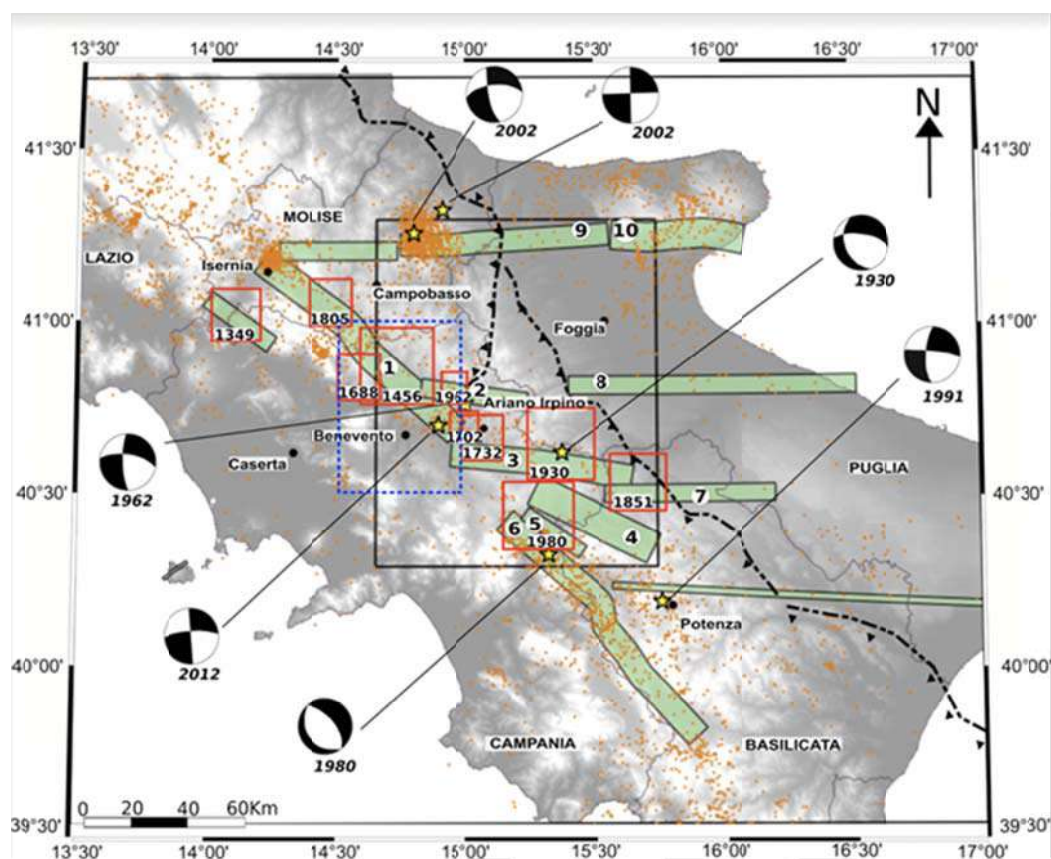 13°30' 14°00' 14°30' 15°00' 15°30' 16°00' 16°30' 17°00'
N
2002
2002
41°30'
41°30'
MOLISE
9
10
LAZIO
1930
Isernia
Campobasso
1805
1349
41°00'
Foggia
41°00'
1
1991
8
1688
1456
1962
2
Ariano Irpino
Benevento
1702
1732
3
1930
Caserta
PUGLIA
1962
40°30'
1851
7
40°30'
6
5
1980
4
Potenza
2012
40°00'
40°00'
CAMPANIA
BASILICATA
1980
0 20 40 60Km
39°30'
39°30'
13°30' 14°00' 14°30' 15°00' 15°30' 16°00' 16°30' 17°00'